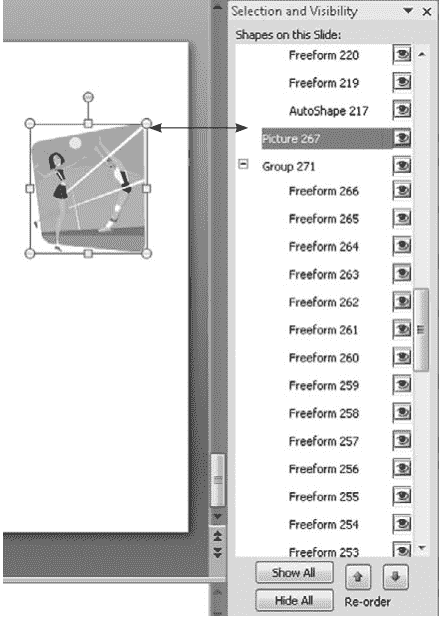 Selection and Visibility
Shapes on this Slide:
Freeform 220
Freeform 219
AutoShape 217
Picture 267
Group 271
Freeform 266
Freeform 265
Freeform 264
Freeform 263
Freeform 262
Freeform 261
Freeform 260
Freeform 259
Freeform 258
Freeform 257
Freeform 256
Freeform 255
Freeform 254
Freeform 253
Show All
Hide All
Re-order